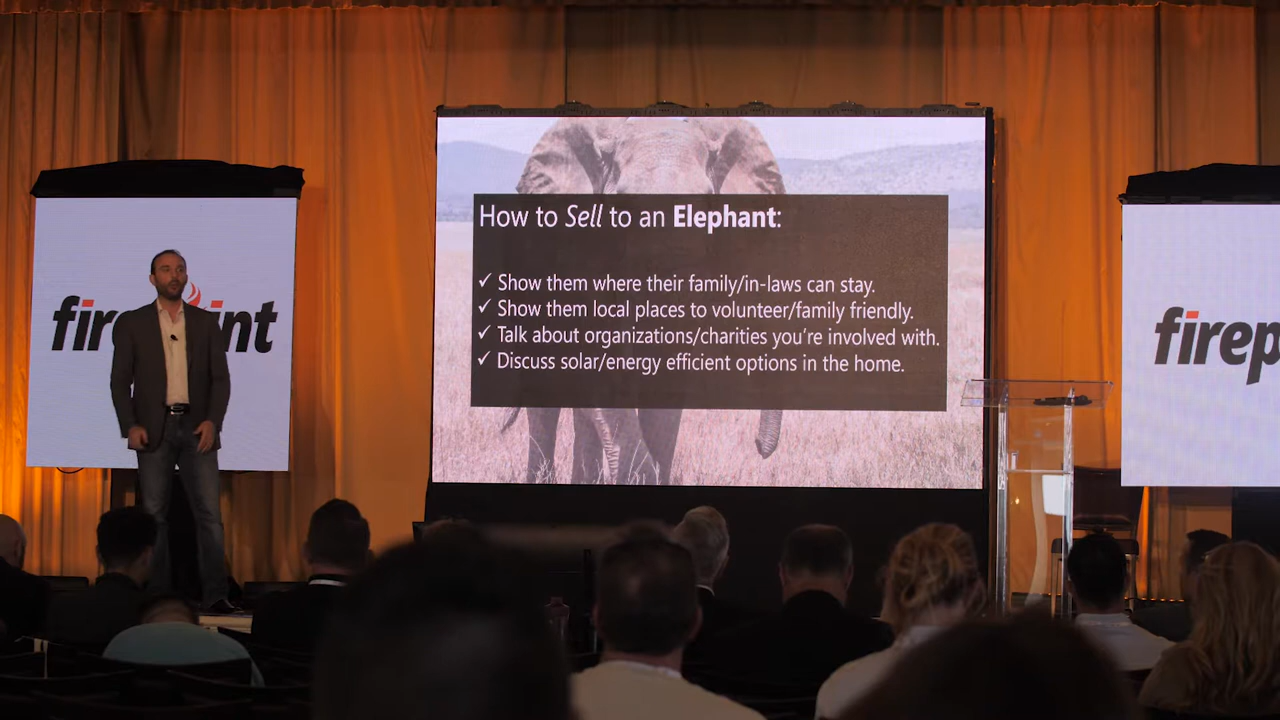 How to Sell to an Elephant:
✓ Show them where their family/in-laws can stay.
✓ Show them local places to volunteer/family friendly.
✓ Talk about organizations/charities you're involved with.
✓ Discuss solar/energy efficient options in the home.